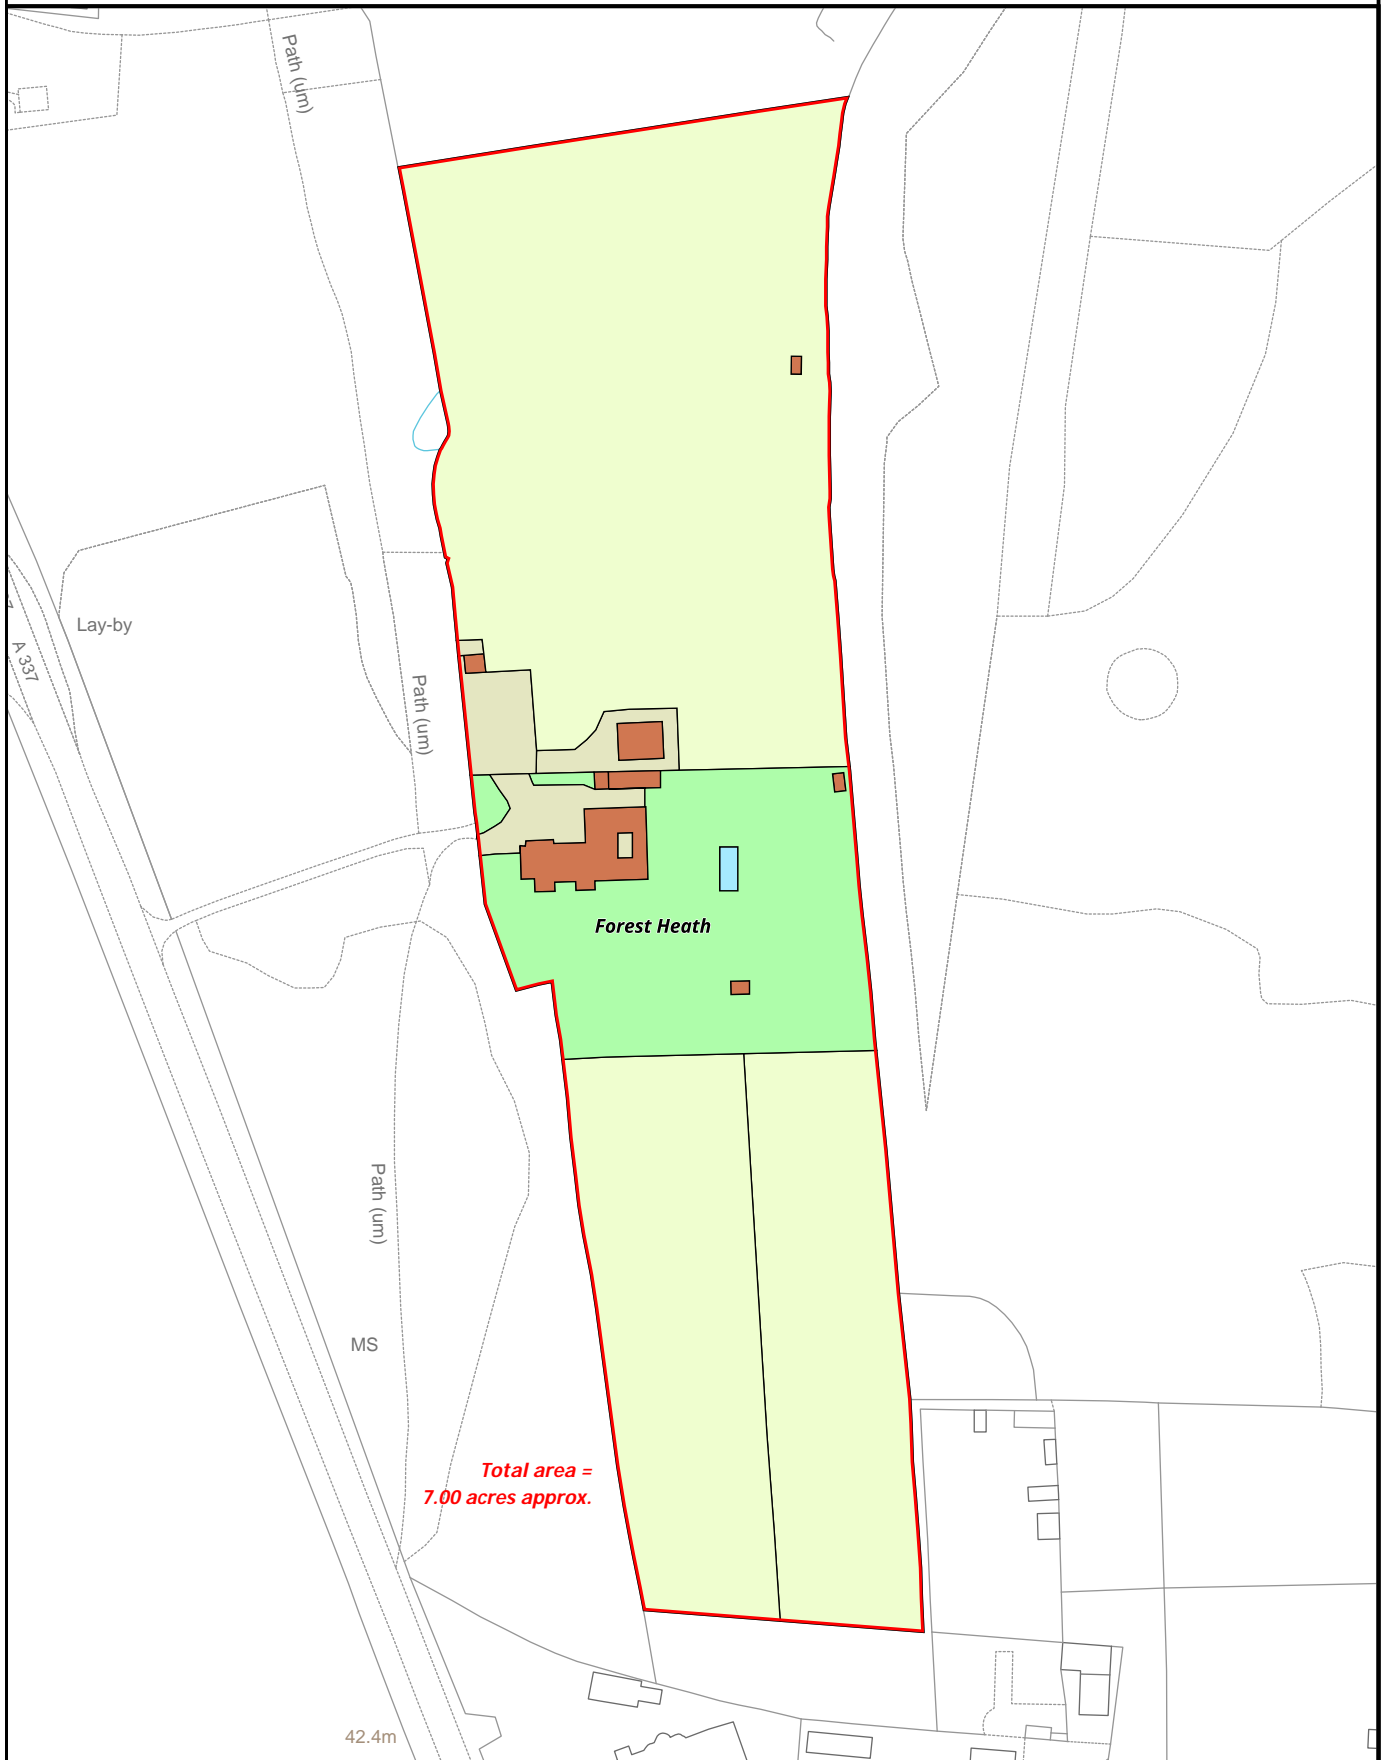 Path (um)
Lay-by
A 337
Path (um)
Forest Heath
Path (um)
MS
Total area =
7.00 acres approx.
42.4m